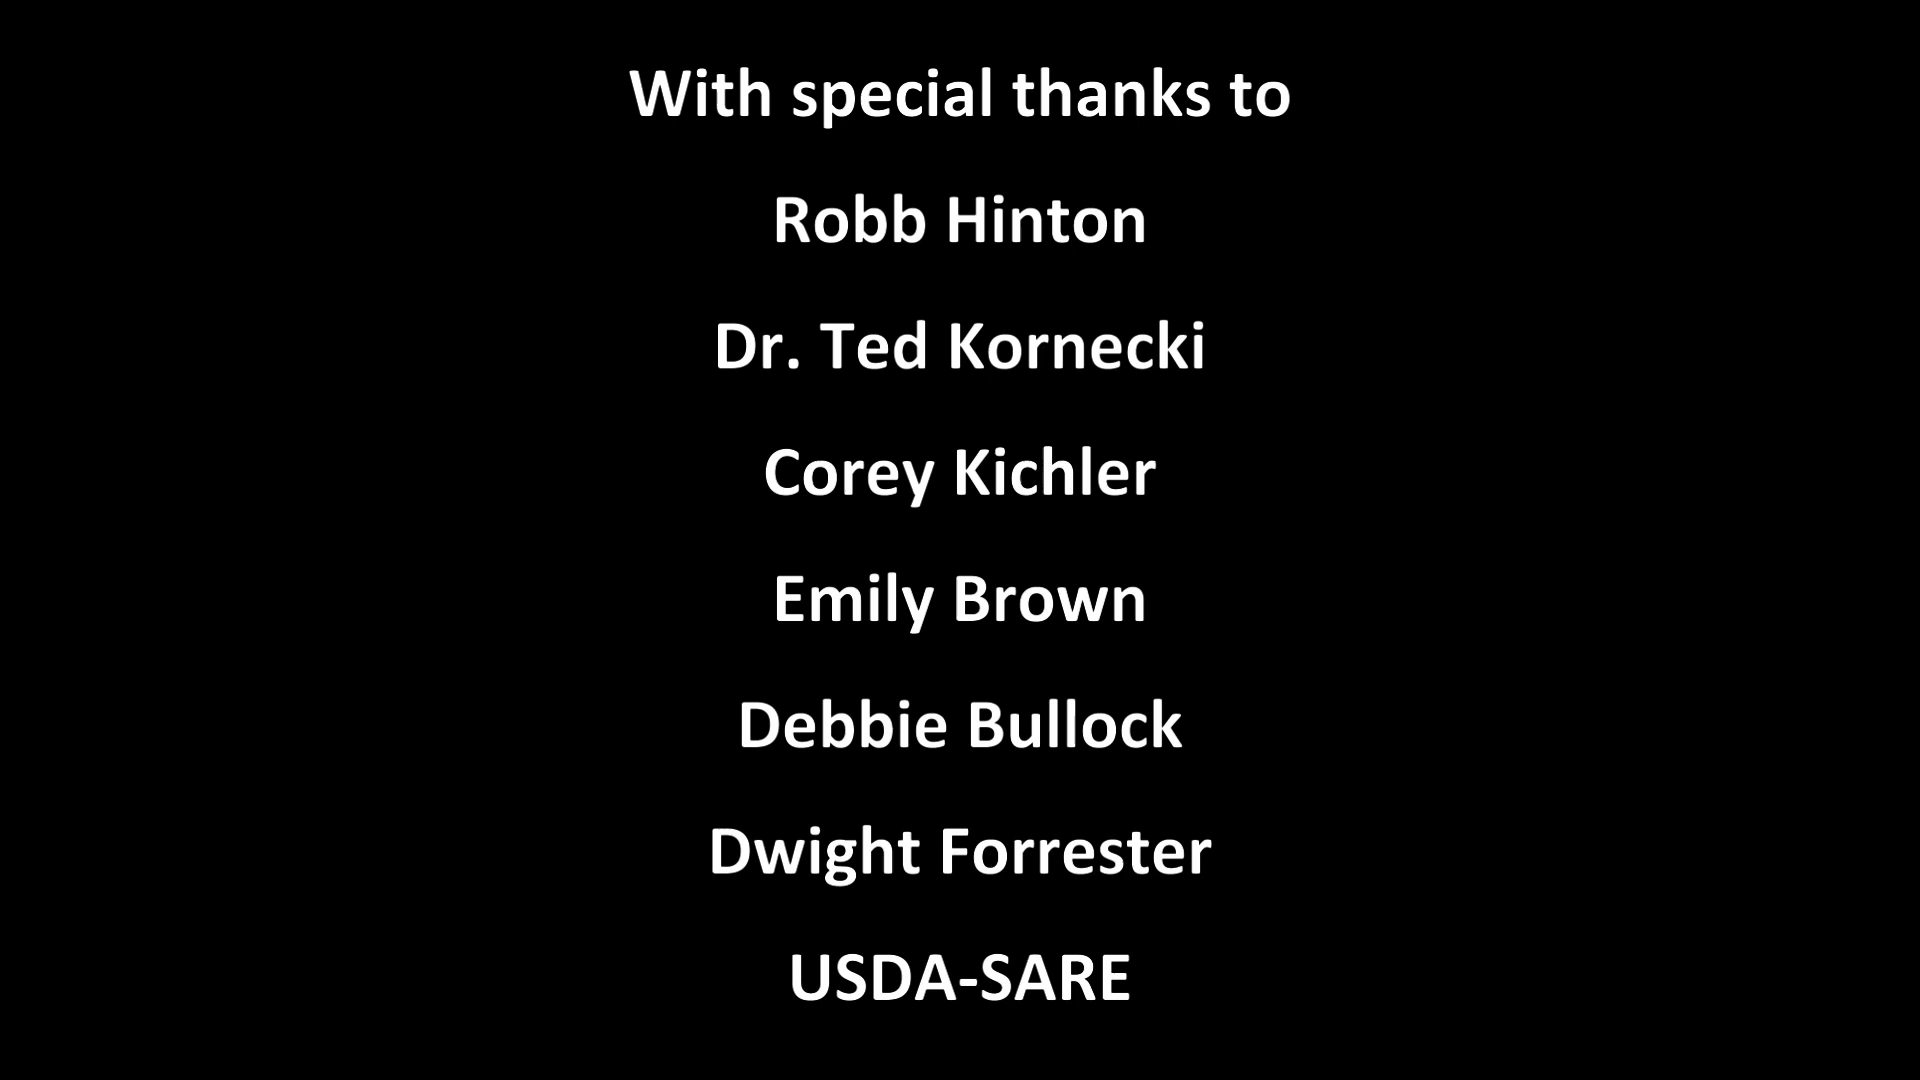 With special thanks to
Robb Hinton
Dr. Ted Kornecki
Corey Kichler
Emily Brown
Debbie Bullock
Dwight Forrester
USDA-SARE